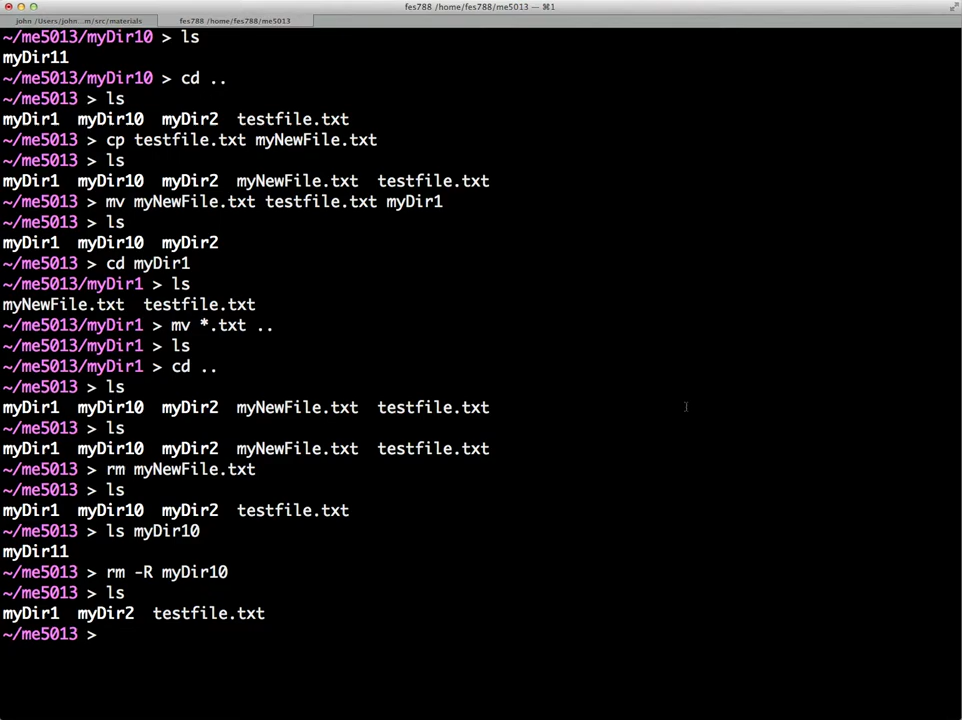 fes788 /home/fes788/me5013 — ⌘1
john /Users/john...m/src/materials
fes788 /home/fes788/me5013
~/me5013/myDir10 > ls
myDir11
~/me5013/myDir10 > cd ..
~/me5013 > ls
myDir1  myDir10  myDir2  testfile.txt
~/me5013 > cp testfile.txt myNewFile.txt
~/me5013 > ls
myDir1  myDir10  myDir2  myNewFile.txt  testfile.txt
~/me5013 > mv myNewFile.txt testfile.txt myDir1
~/me5013 > ls
myDir1  myDir10  myDir2
~/me5013 > cd myDir1
~/me5013/myDir1 > ls
myNewFile.txt  testfile.txt
~/me5013/myDir1 > mv *.txt ..
~/me5013/myDir1 > ls
~/me5013/myDir1 > cd ..
~/me5013 > ls
myDir1  myDir10  myDir2  myNewFile.txt  testfile.txt
~/me5013 > ls
myDir1  myDir10  myDir2  myNewFile.txt  testfile.txt
~/me5013 > rm myNewFile.txt
~/me5013 > ls
myDir1  myDir10  myDir2  testfile.txt
~/me5013 > ls myDir10
myDir11
~/me5013 > rm -R myDir10
~/me5013 > ls
myDir1  myDir2  testfile.txt
~/me5013 >